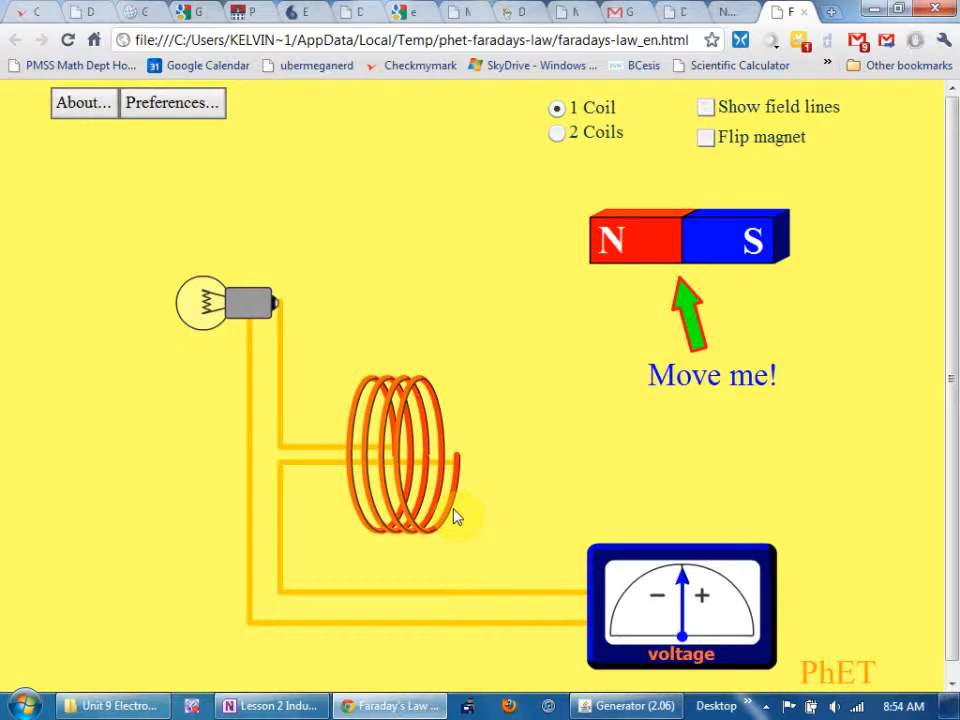 C D G G P E D e N D N G D N... F
file:///C:/Users/KELVIN~1/AppData/Local/Temp/phet-faradays-law/faradays-law_en.html
PMSS Math Dept Ho... 31 Google Calendar ubermeganerd Checkmymark SkyDrive - Windows ... BCesis Scientific Calculator » Other bookmarks
About... Preferences...
1 Coil
2 Coils
Show field lines
Flip magnet
N S
Move me!
− +
voltage
PhET
Unit 9 Electro... Lesson 2 Indu... Faraday's Law ... Generator (2.06) Desktop » 8:54 AM